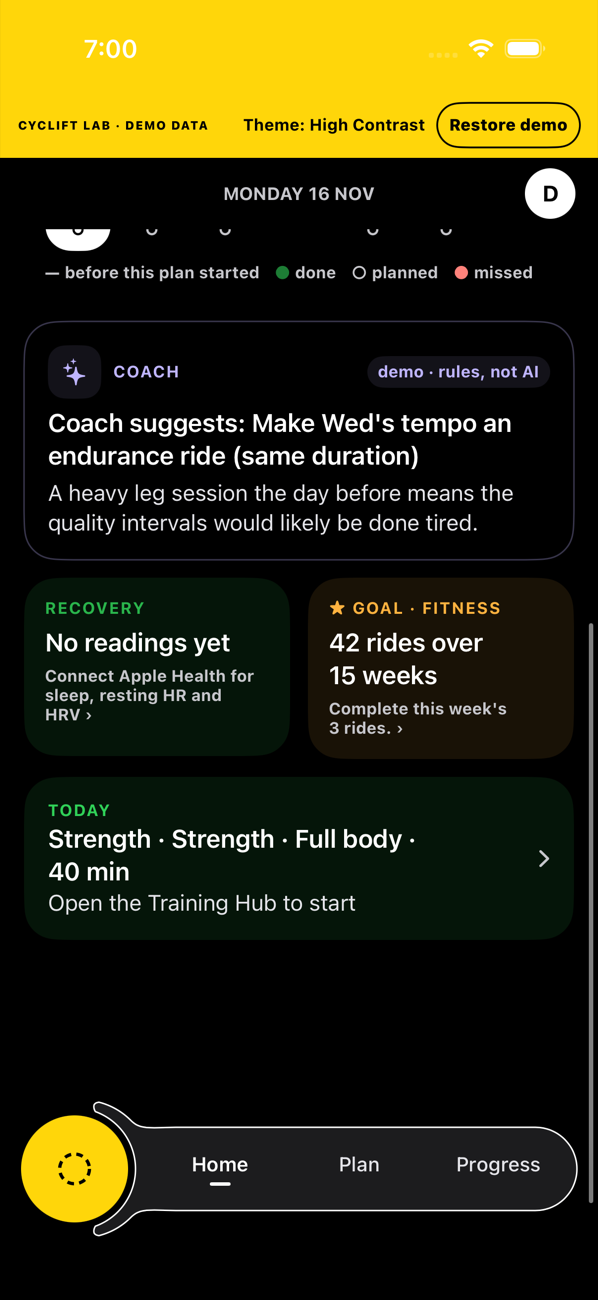 7:00
CYCLIFT LAB · DEMO DATA
Theme: High Contrast
Restore demo
MONDAY 16 NOV
D
— before this plan started
done
planned
missed
COACH
demo · rules, not AI
Coach suggests: Make Wed's tempo an
endurance ride (same duration)
A heavy leg session the day before means the
quality intervals would likely be done tired.
RECOVERY
No readings yet
Connect Apple Health for
sleep, resting HR and
HRV ›
GOAL · FITNESS
42 rides over
15 weeks
Complete this week's
3 rides. ›
TODAY
Strength · Strength · Full body ·
40 min
Open the Training Hub to start
Home
Plan
Progress